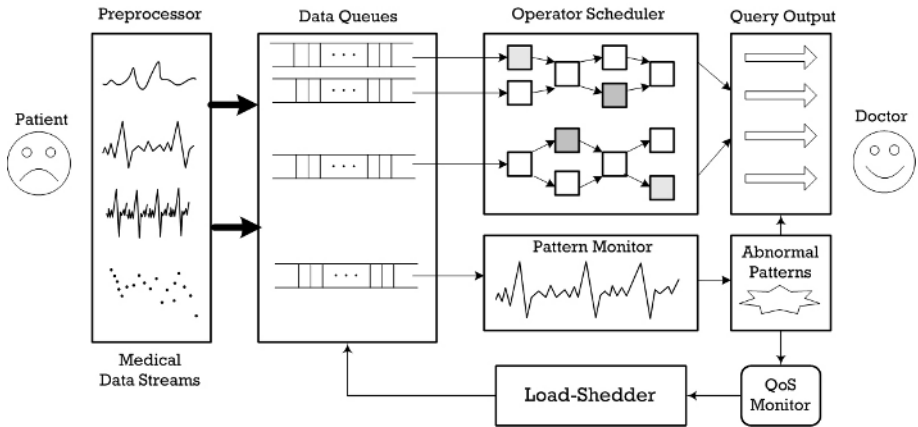 Preprocessor
Data Queues
Operator Scheduler
Query Output
Patient
Doctor
Pattern Monitor
Abnormal
Patterns
Medical
Data Streams
Load-Shedder
QoS
Monitor